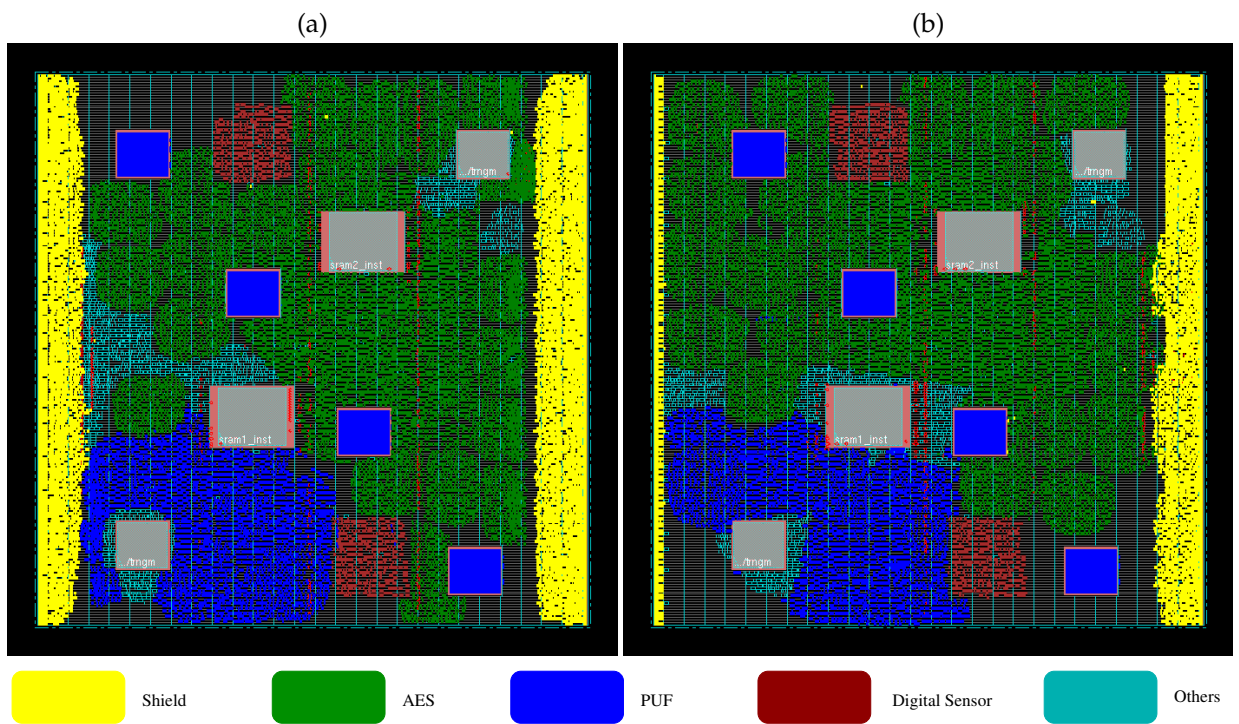 (a) (b)
.../trngm .../trngm
sram2_inst sram2_inst
sram1_inst sram1_inst
.../trngm .../trngm
Shield AES PUF Digital Sensor Others